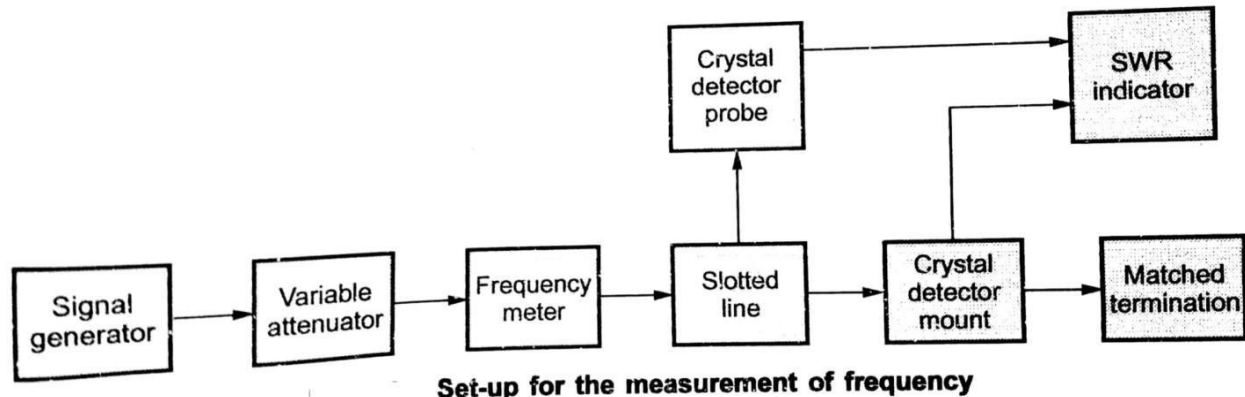 Crystal
detector
probe
SWR
indicator
Signal
generator
Variable
attenuator
Frequency
meter
Slotted
line
Crystal
detector
mount
Matched
termination
Set-up for the measurement of frequency